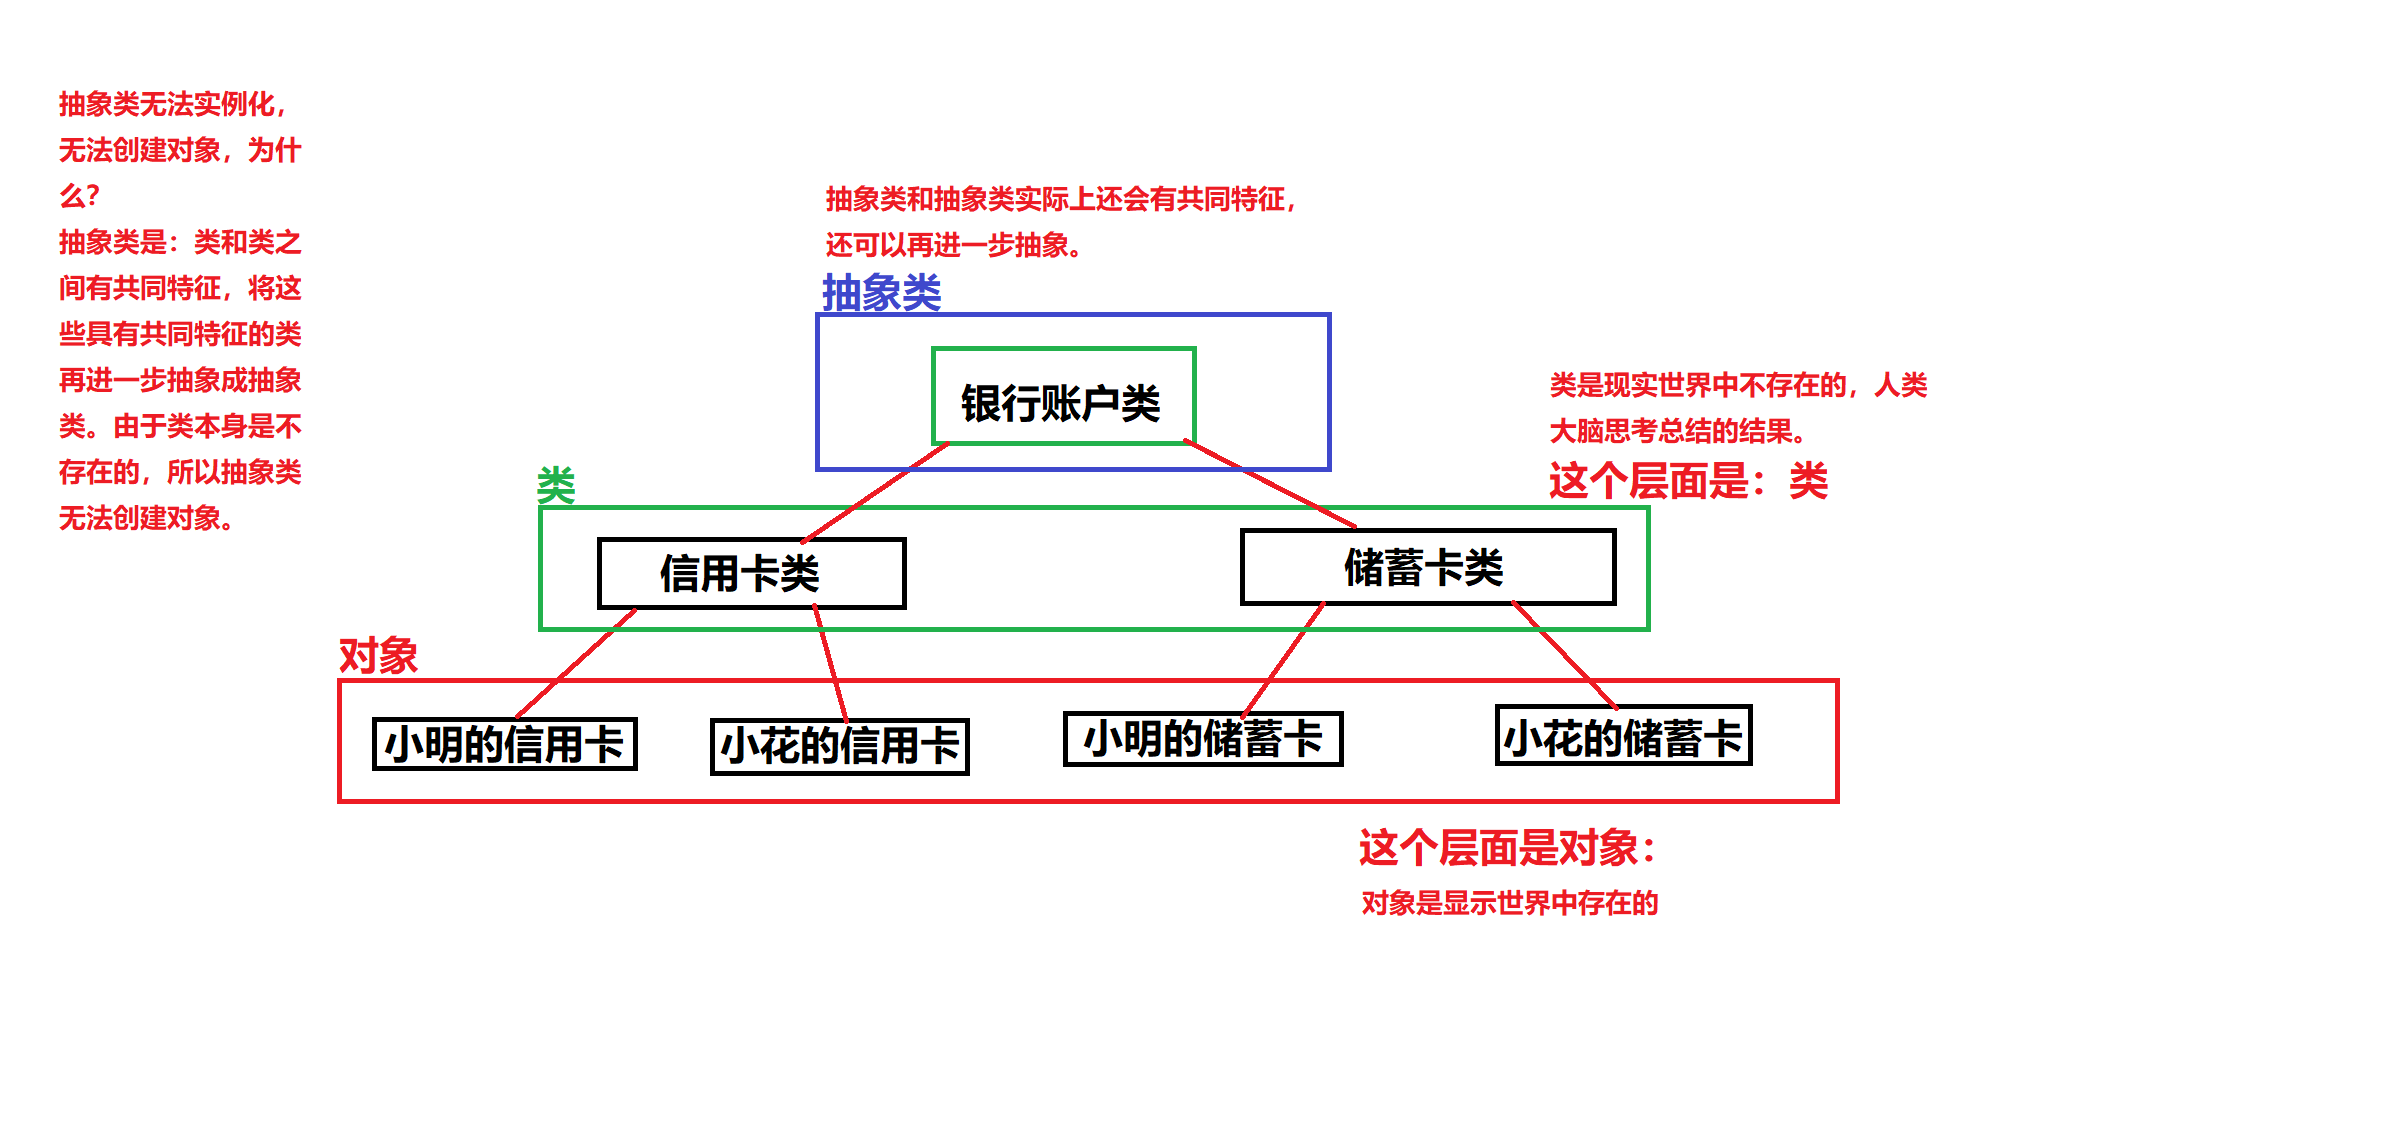 抽象类无法实例化，
无法创建对象，为什
么？
抽象类是：类和类之
间有共同特征，将这
些具有共同特征的类
再进一步抽象成抽象
类。由于类本身是不
存在的，所以抽象类
无法创建对象。
抽象类和抽象类实际上还会有共同特征，
还可以再进一步抽象。
抽象类
银行账户类
类是现实世界中不存在的，人类
大脑思考总结的结果。
这个层面是：类
类
信用卡类
储蓄卡类
对象
小明的信用卡
小花的信用卡
小明的储蓄卡
小花的储蓄卡
这个层面是对象：
对象是显示世界中存在的